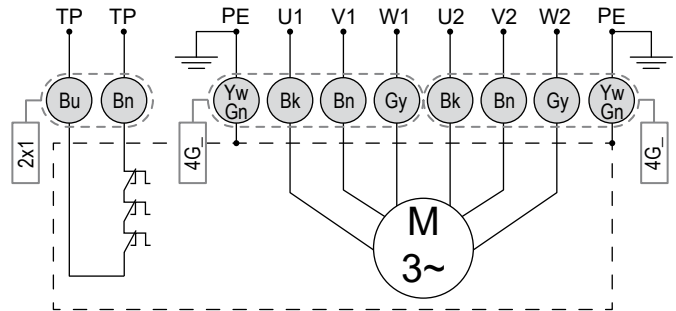 TP TP PE U1 V1 W1 U2 V2 W2 PE
Bu Bn Yw Gn Bk Bn Gy Bk Bn Gy Yw Gn
2x1 4G_ 4G_
M
3~